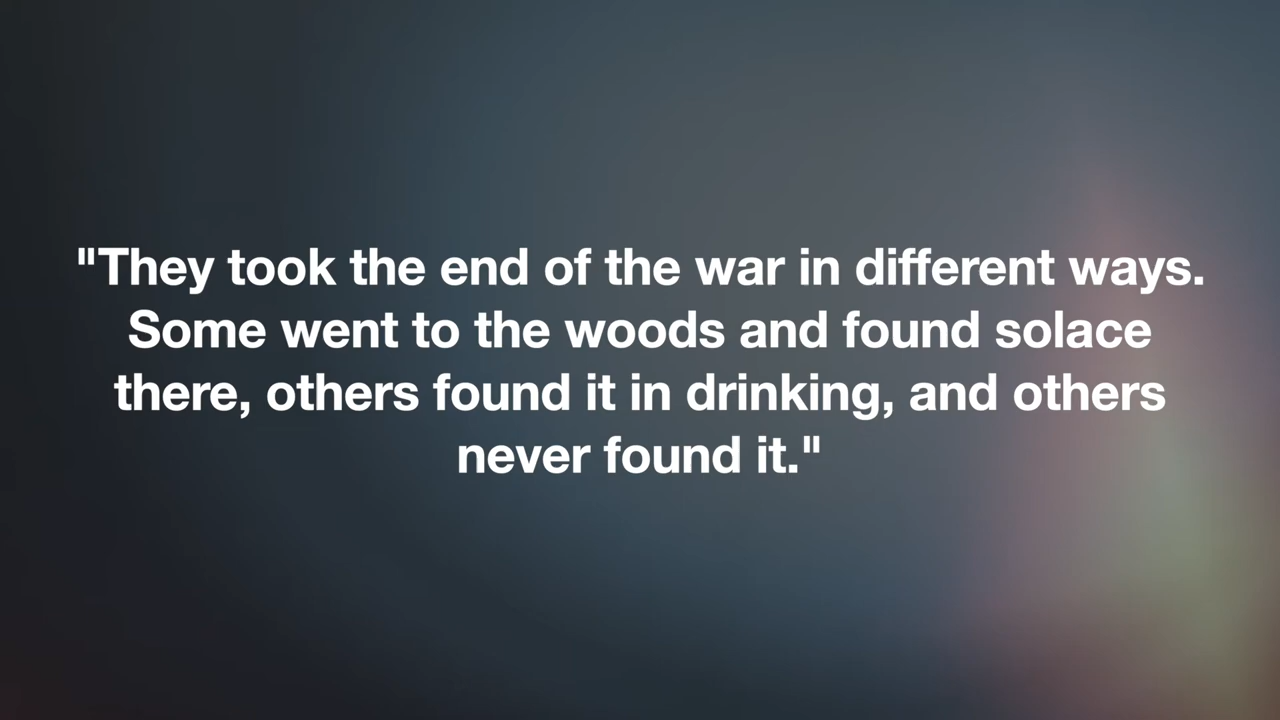 "They took the end of the war in different ways.
Some went to the woods and found solace
there, others found it in drinking, and others
never found it."